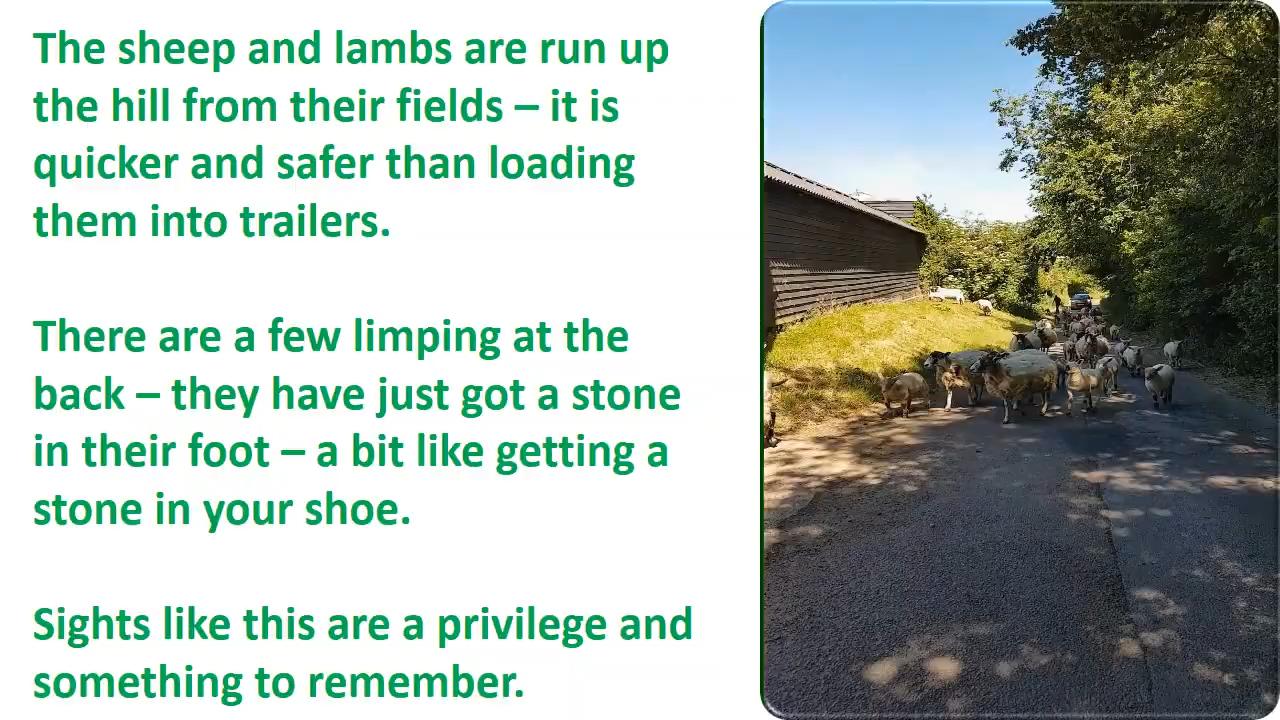 The sheep and lambs are run up
the hill from their fields – it is
quicker and safer than loading
them into trailers.
There are a few limping at the
back – they have just got a stone
in their foot – a bit like getting a
stone in your shoe.
Sights like this are a privilege and
something to remember.